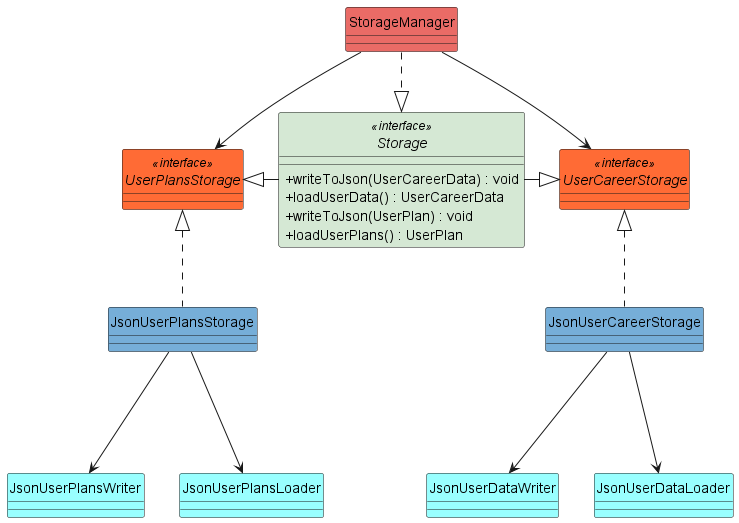 StorageManager
«interface»
Storage
+writeToJson(UserCareerData) : void
+loadUserData() : UserCareerData
+writeToJson(UserPlan) : void
+loadUserPlans() : UserPlan
«interface»
UserPlansStorage
«interface»
UserCareerStorage
JsonUserPlansStorage
JsonUserCareerStorage
JsonUserPlansWriter
JsonUserPlansLoader
JsonUserDataWriter
JsonUserDataLoader